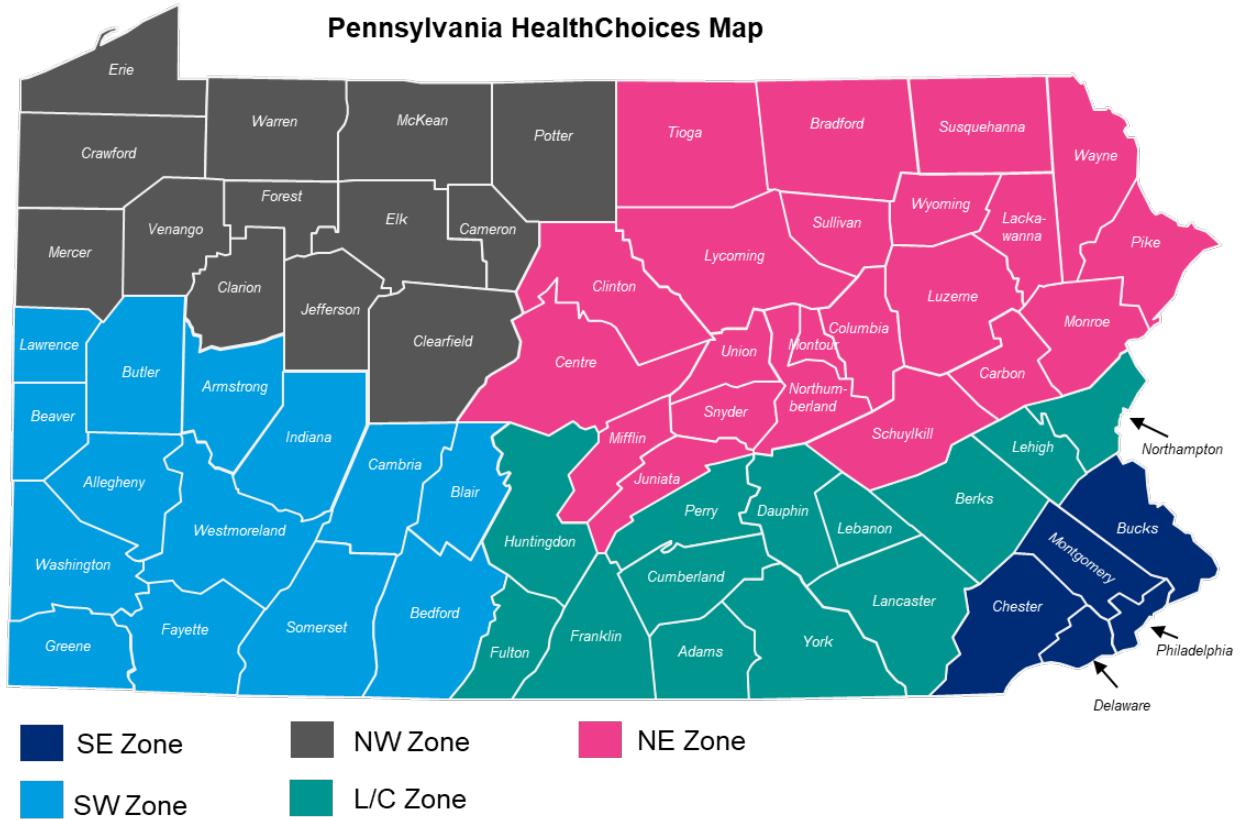 Pennsylvania HealthChoices Map
Erie
Warren
McKean
Potter
Tioga
Bradford
Susquehanna
Wayne
Crawford
Forest
Elk
Venango
Cameron
Mercer
Clarion
Jefferson
Clearfield
Sullivan
Wyoming
Lacka-
wanna
Pike
Lycoming
Clinton
Luzerne
Columbia
Montour
Union
Centre
Northum-
berland
Snyder
Mifflin
Juniata
Schuylkill
Carbon
Monroe
Lawrence
Butler
Armstrong
Beaver
Indiana
Allegheny
Cambria
Blair
Westmoreland
Washington
Greene
Fayette
Somerset
Bedford
Huntingdon
Fulton
Franklin
Perry
Dauphin
Lebanon
Cumberland
Adams
York
Lancaster
Berks
Lehigh
Northampton
Bucks
Montgomery
Chester
Philadelphia
Delaware
SE Zone
NW Zone
NE Zone
SW Zone
L/C Zone